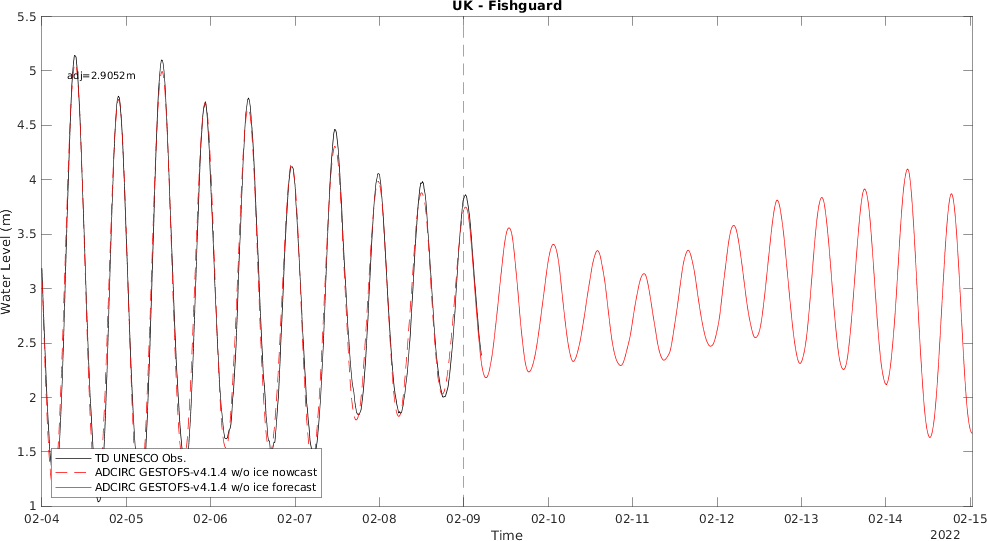 UK - Fishguard
5.5
5
4.5
4
3.5
3
2.5
2
1.5
1
Water Level (m)
adj=2.9052m
TD UNESCO Obs.
ADCIRC GESTOFS-v4.1.4 w/o ice nowcast
ADCIRC GESTOFS-v4.1.4 w/o ice forecast
02-04 02-05 02-06 02-07 02-08 02-09 02-10 02-11 02-12 02-13 02-14 02-15
Time
2022